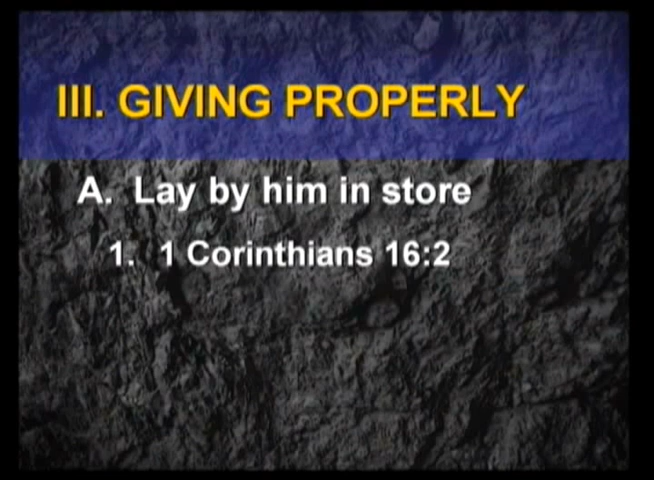 III. GIVING PROPERLY
A. Lay by him in store
1. 1 Corinthians 16:2